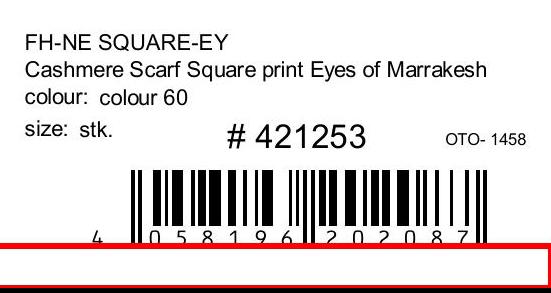 FH-NE SQUARE-EY
Cashmere Scarf Square print Eyes of Marrakesh
colour: colour 60
size: stk.
# 421253
OTO- 1458
4 058196 202087